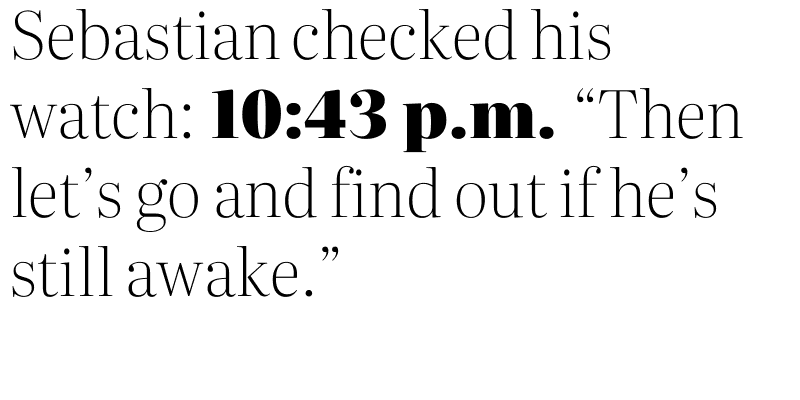 Sebastian checked his
watch: 10:43 p.m. “Then
let’s go and find out if he’s
still awake.”